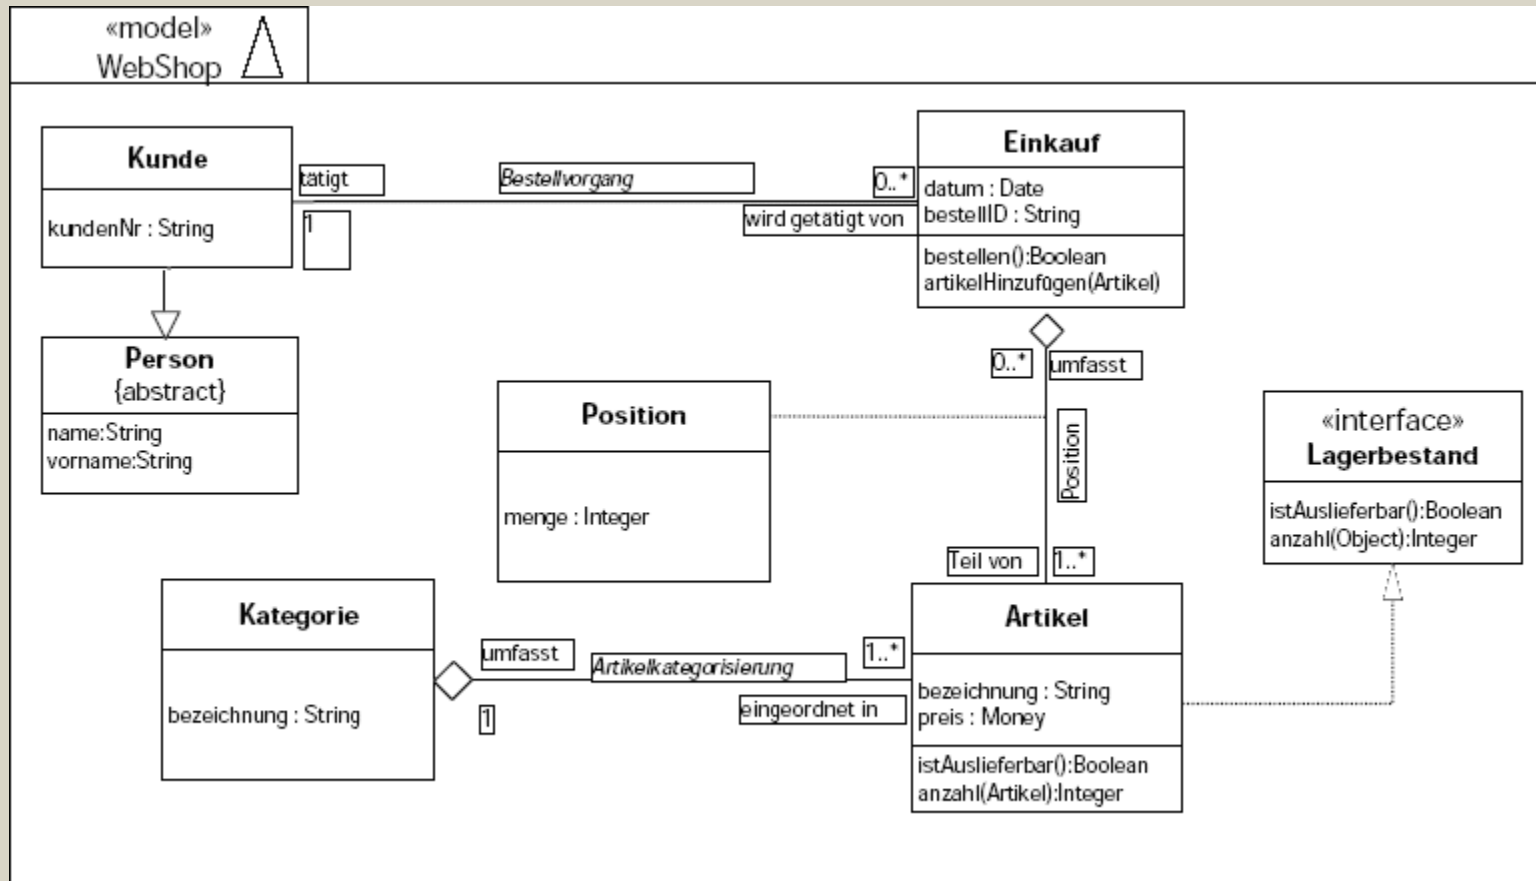 «model»
WebShop
Kunde
kundenNr : String
tätigt
1
Bestellvorgang
0..*
wird getätigt von
Einkauf
datum : Date
bestellID : String
bestellen():Boolean
artikelHinzufügen(Artikel)
Person
{abstract}
name:String
vorname:String
Position
menge : Integer
0..*
umfasst
Position
Teil von
1..*
«interface»
Lagerbestand
istAuslieferbar():Boolean
anzahl(Object):Integer
Kategorie
bezeichnung : String
umfasst
1
Artikelkategorisierung
1..*
eingeordnet in
Artikel
bezeichnung : String
preis : Money
istAuslieferbar():Boolean
anzahl(Artikel):Integer